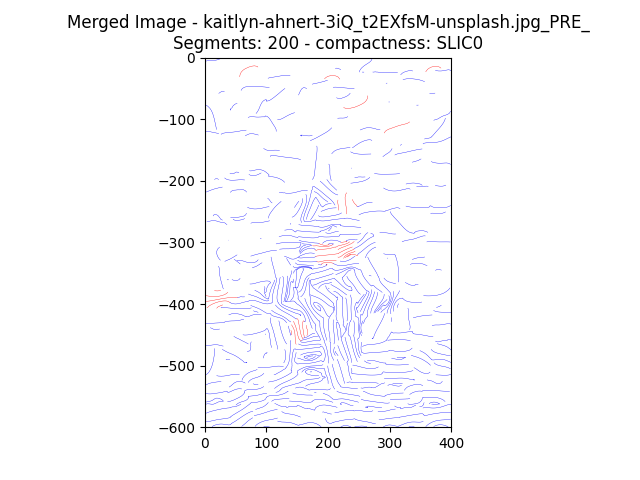 Merged Image - kaitlyn-ahnert-3iQ_t2EXfsM-unsplash.jpg_PRE_
Segments: 200 - compactness: SLIC0
0
−100
−200
−300
−400
−500
−600
0 100 200 300 400